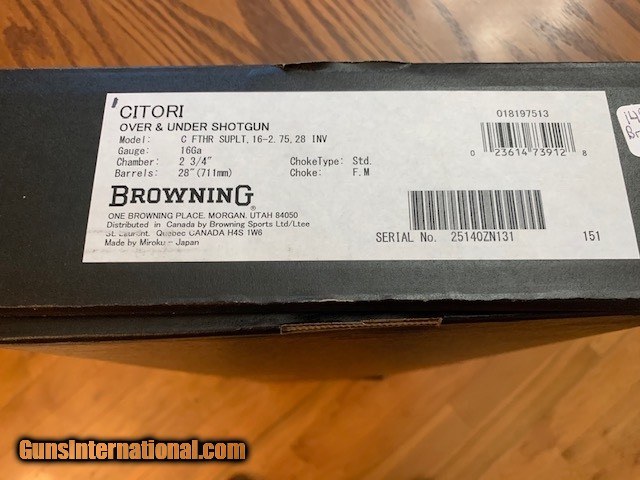 CITORI
OVER & UNDER SHOTGUN
Model: C FTHR SUPLT, 16-2.75, 28 INV
Gauge: 16Ga
Chamber: 2 3/4" ChokeType: Std.
Barrels: 28"(711mm) Choke: F.M
BROWNING®
ONE BROWNING PLACE. MORGAN. UTAH 84050
Distributed in Canada by Browning Sports Ltd/Ltee
St. Laurent. Quebec CANADA H4S 1W6
Made by Miroku - Japan
018197513
0 23614 73912 8
SERIAL No. 25140ZN131 151
GunsInternational.com